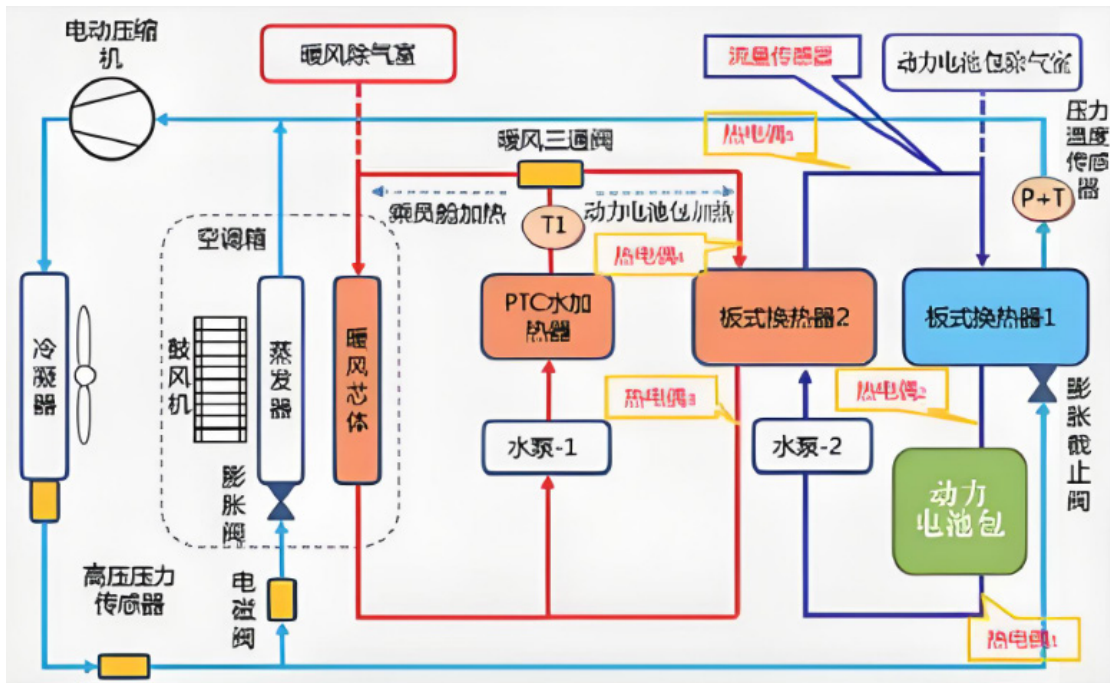 电动压缩
机
暖风除气室
流量传感器
动力电池包除气室
热电偶5
压力
温度
传感
器
暖风三通阀
P+T
乘员舱加热
动力电池包加热
T1
空调箱
热电偶4
PTC水加
热器
板式换热器2
板式换热器1
冷凝器
鼓风机
蒸发器
暖风芯体
热电偶3
热电偶2
膨胀截止阀
水泵-1
水泵-2
膨胀阀
动力
电池包
高压压力
传感器
电磁阀
热电偶1